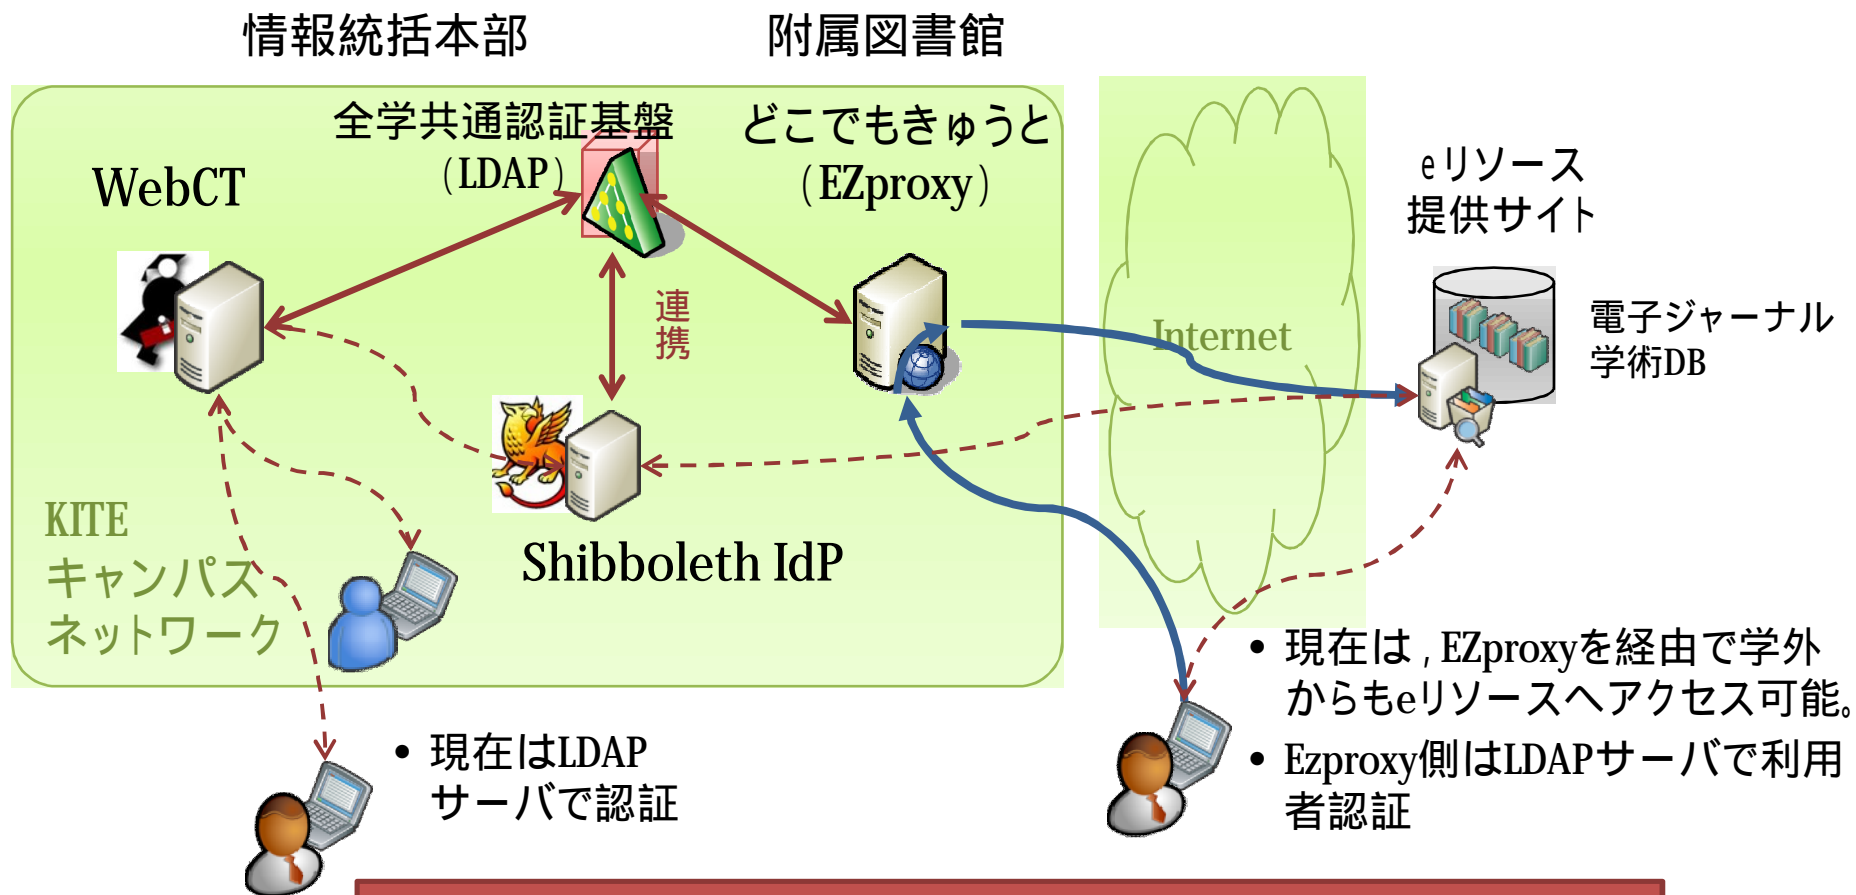 情報統括本部
附属図書館
全学共通認証基盤
(LDAP)
どこでもきゅうと
(EZproxy)
WebCT
eリソース
提供サイト
連携
Internet
電子ジャーナル
学術DB
KITE
キャンパス
ネットワーク
Shibboleth IdP
• 現在はLDAP
サーバで認証
• 現在は,EZproxyを経由で学外
からもeリソースへアクセス可能。
• Ezproxy側はLDAPサーバで利用
者認証